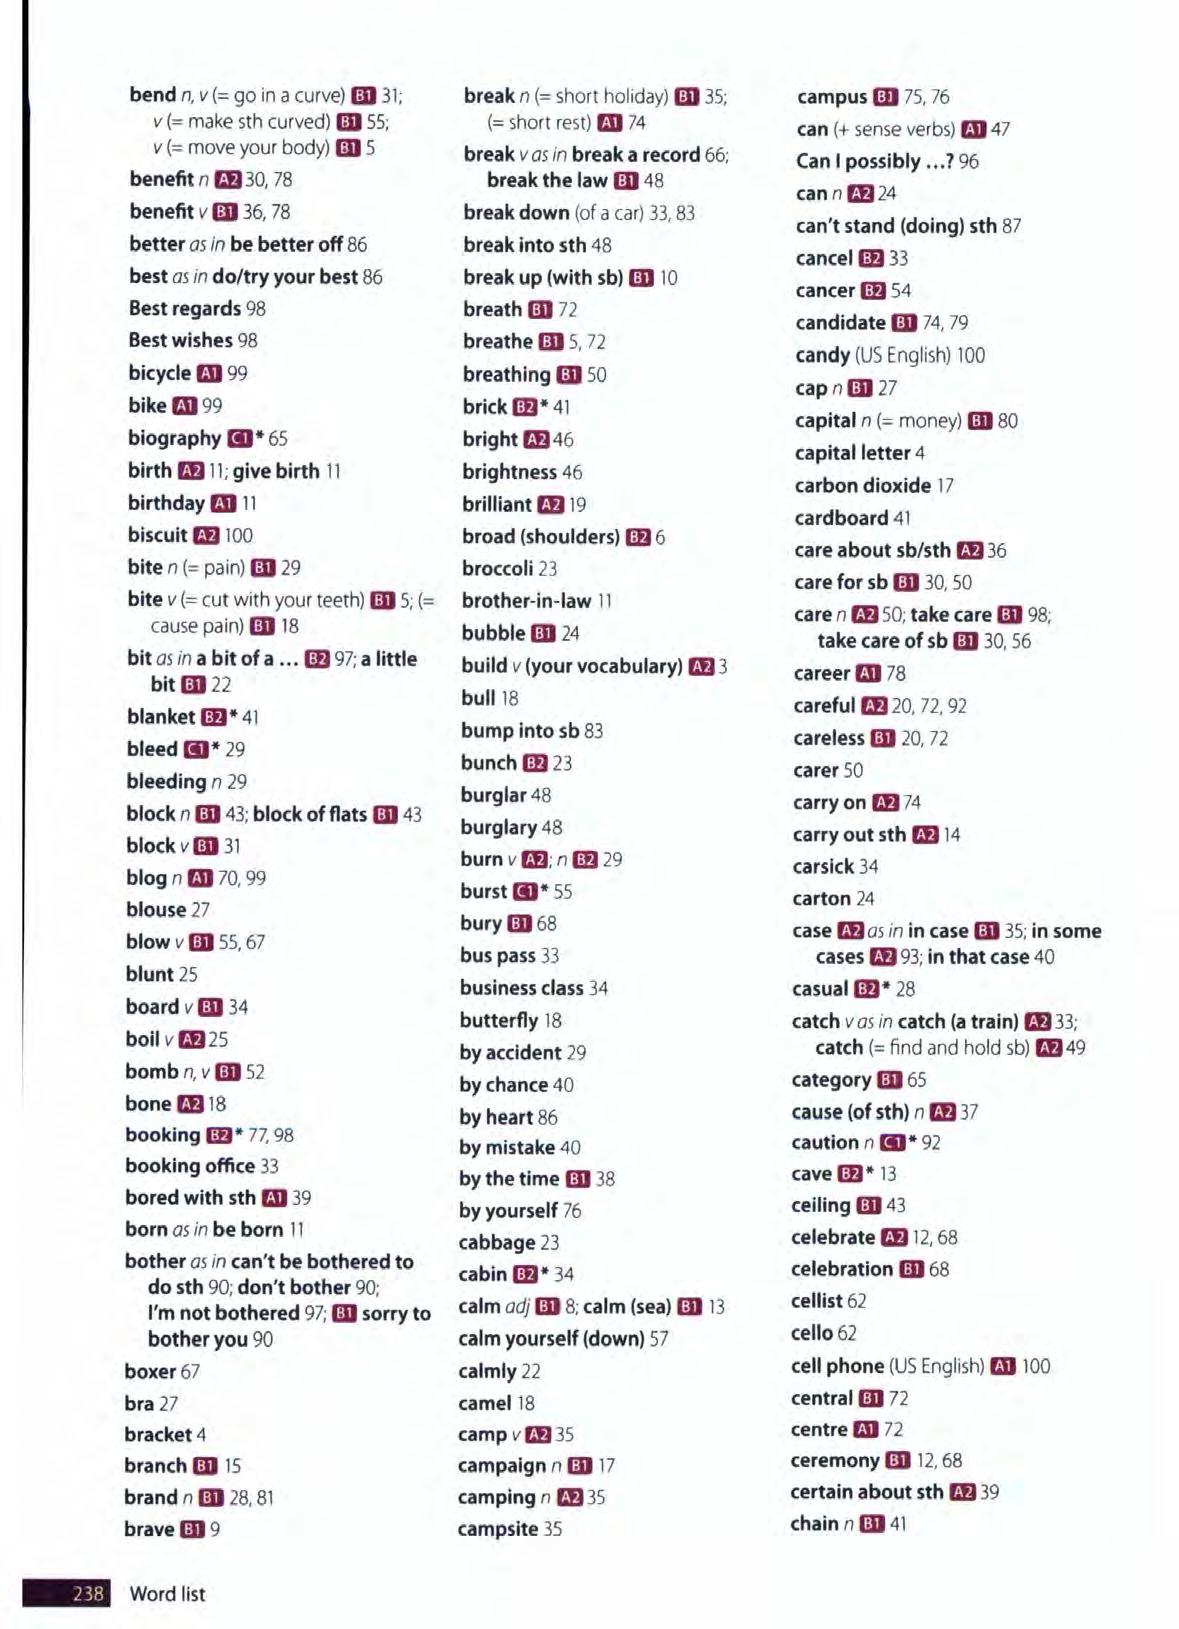 bend n, v (= go in a curve) B1 31;
v (= make sth curved) B1 55;
v (= move your body) B1 5
benefit n A2 30, 78
benefit v B1 36, 78
better as in be better off 86
best as in do/try your best 86
Best regards 98
Best wishes 98
bicycle A1 99
bike A1 99
biography C1* 65
birth A2 11; give birth 11
birthday A1 11
biscuit A2 100
bite n (= pain) B1 29
bite v (= cut with your teeth) B1 5; (=
cause pain) B1 18
bit as in a bit of a ... B2 97; a little
bit B1 22
blanket B2* 41
bleed C1* 29
bleeding n 29
block n B1 43; block of flats B1 43
block v B1 31
blog n A1 70, 99
blouse 27
blow v B1 55, 67
blunt 25
board v B1 34
boil v A2 25
bomb n, v B1 52
bone A2 18
booking B2* 77, 98
booking office 33
bored with sth A1 39
born as in be born 11
bother as in can't be bothered to
do sth 90; don't bother 90;
I'm not bothered 97; B1 sorry to
bother you 90
boxer 67
bra 27
bracket 4
branch B1 15
brand n B1 28, 81
brave B1 9
break n (= short holiday) B1 35;
(= short rest) A1 74
break v as in break a record 66;
break the law B1 48
break down (of a car) 33, 83
break into sth 48
break up (with sb) B1 10
breath B1 72
breathe B1 5, 72
breathing B1 50
brick B2* 41
bright A2 46
brightness 46
brilliant A2 19
broad (shoulders) B2 6
broccoli 23
brother-in-law 11
bubble B1 24
build v (your vocabulary) A2 3
bull 18
bump into sb 83
bunch B2 23
burglar 48
burglary 48
burn v A2; n B2 29
burst C1* 55
bury B1 68
bus pass 33
business class 34
butterfly 18
by accident 29
by chance 40
by heart 86
by mistake 40
by the time B1 38
by yourself 76
cabbage 23
cabin B2* 34
calm adj B1 8; calm (sea) B1 13
calm yourself (down) 57
calmly 22
camel 18
camp v A2 35
campaign n B1 17
camping n A2 35
campsite 35
campus B1 75, 76
can (+ sense verbs) A1 47
Can I possibly ...? 96
can n A2 24
can't stand (doing) sth 87
cancel B2 33
cancer B2 54
candidate B1 74, 79
candy (US English) 100
cap n B1 27
capital n (= money) B1 80
capital letter 4
carbon dioxide 17
cardboard 41
care about sb/sth A2 36
care for sb B1 30, 50
care n A2 50; take care B1 98;
take care of sb B1 30, 56
career A1 78
careful A2 20, 72, 92
careless B1 20, 72
carer 50
carry on A2 74
carry out sth A2 14
carsick 34
carton 24
case A2 as in in case B1 35; in some
cases A2 93; in that case 40
casual B2* 28
catch v as in catch (a train) A2 33;
catch (= find and hold sb) A2 49
category B1 65
cause (of sth) n A2 37
caution n C1* 92
cave B2* 13
ceiling B1 43
celebrate A2 12, 68
celebration B1 68
cellist 62
cello 62
cell phone (US English) A1 100
central B1 72
centre A1 72
ceremony B1 12, 68
certain about sth A2 39
chain n B1 41
238 Word list